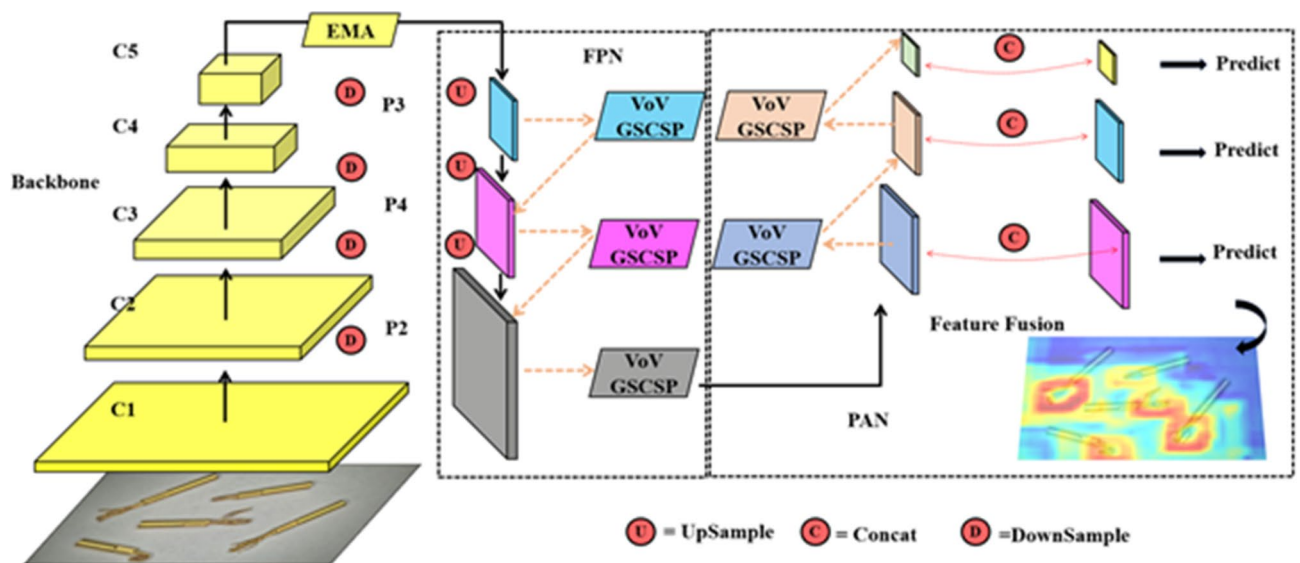 EMA
C5
D
P3
C4
D
Backbone
P4
C3
D
C2
P2
D
C1
FPN
U
VoV
GSCSP
U
VoV
GSCSP
U
VoV
GSCSP
C
Predict
VoV
GSCSP
C
Predict
VoV
GSCSP
C
Predict
Feature Fusion
PAN
U = UpSample
C = Concat
D =DownSample